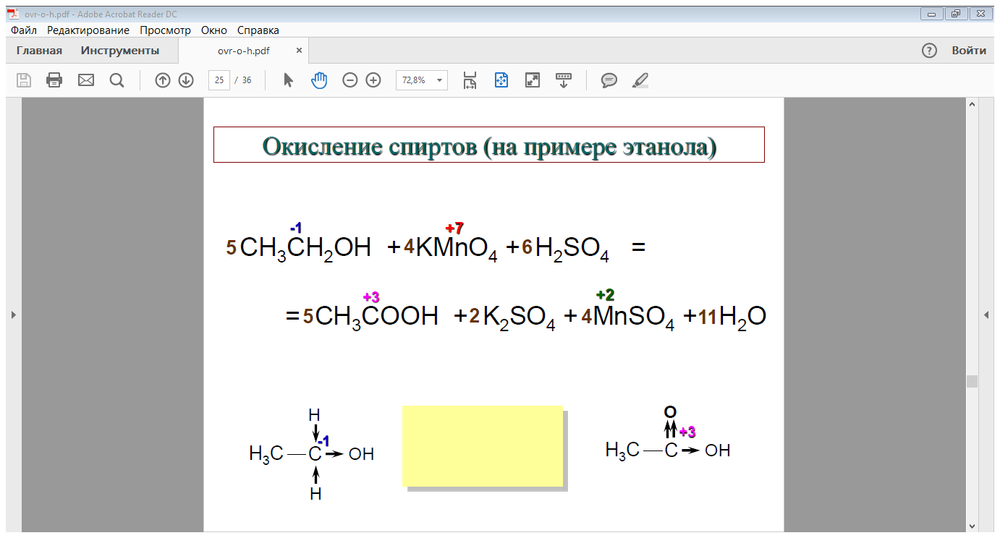 ovr-o-h.pdf - Adobe Acrobat Reader DC
Файл Редактирование Просмотр Окно Справка
Главная Инструменты ovr-o-h.pdf × ? Войти
25 / 36 72,8%
Окисление спиртов (на примере этанола)
-1 +7
5CH₃CH₂OH +4KMnO₄ +6H₂SO₄ =
+3 +2
=5CH₃COOH +2K₂SO₄ +4MnSO₄ +11H₂O
H O
-1 +3
H₃C — C OH H₃C — C OH
H